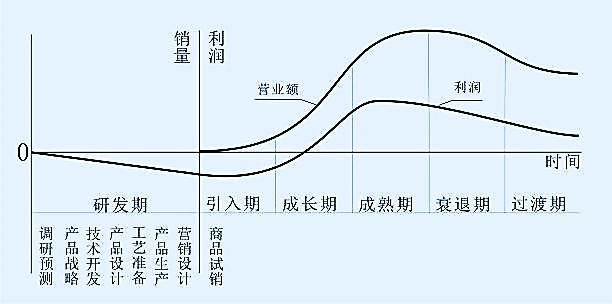 销量
利润
营业额
利润
0
时间
研发期
引入期
成长期
成熟期
衰退期
过渡期
调研预测
产品战略
技术开发
产品设计
工艺准备
产品生产
营销设计
商品试销